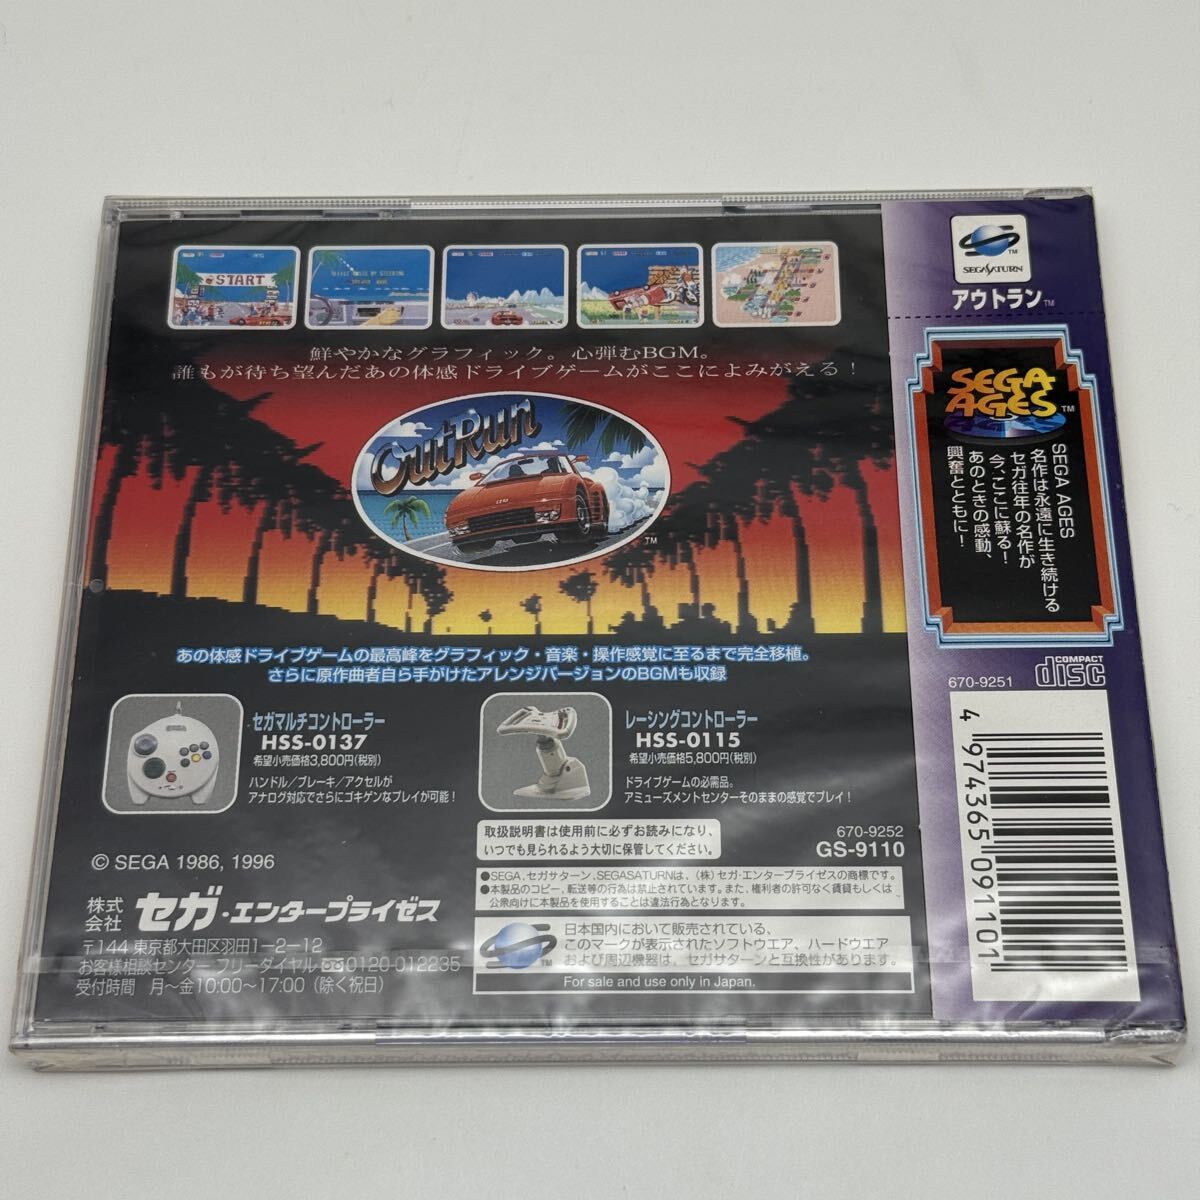 START
鮮やかなグラフィック。心弾むBGM。
誰もが待ち望んだあの体感ドライブゲームがここによみがえる!
OutRun
TM
あの体感ドライブゲームの最高峰をグラフィック・音楽・操作感覚に至るまで完全移植。
さらに原作曲者自ら手がけたアレンジバージョンのBGMも収録
SEGA
セガマルチコントローラー
HSS-0137
希望小売価格3,800円(税別)
ハンドル/ブレーキ/アクセルが
アナログ対応でさらにゴキゲンなプレイが可能!
レーシングコントローラー
HSS-0115
希望小売価格5,800円(税別)
ドライブゲームの必需品。
アミューズメントセンターそのままの感覚でプレイ!
取扱説明書は使用前に必ずお読みになり、
いつでも見られるよう大切に保管してください。
670-9252
GS-9110
© SEGA 1986, 1996
株式会社 セガ・エンタープライゼス
〒144 東京都大田区羽田1-2-12
お客様相談センター フリーダイヤル 0120-012235
受付時間 月〜金10:00〜17:00(除く祝日)
●SEGA、セガサターン、SEGASATURNは、(株)セガ・エンタープライゼスの商標です。
●本製品のコピー、転送等の行為は禁止されています。また、権利者の許可なく賃貸もしくは
公衆向けに本製品を使用することは違法行為となります。
日本国内において販売されている、
このマークが表示されたソフトウエア、ハードウエア
および周辺機器は、セガサターンと互換性があります。
TM
For sale and use only in Japan.
TM
SEGASATURN
アウトラン TM
SEGA
AGES TM
SEGA AGES
名作は永遠に生き続ける
セガ往年の名作が
今、ここに蘇る!
あのときの感動、
興奮とともに!
670-9251
COMPACT
disc
4 974365 091101